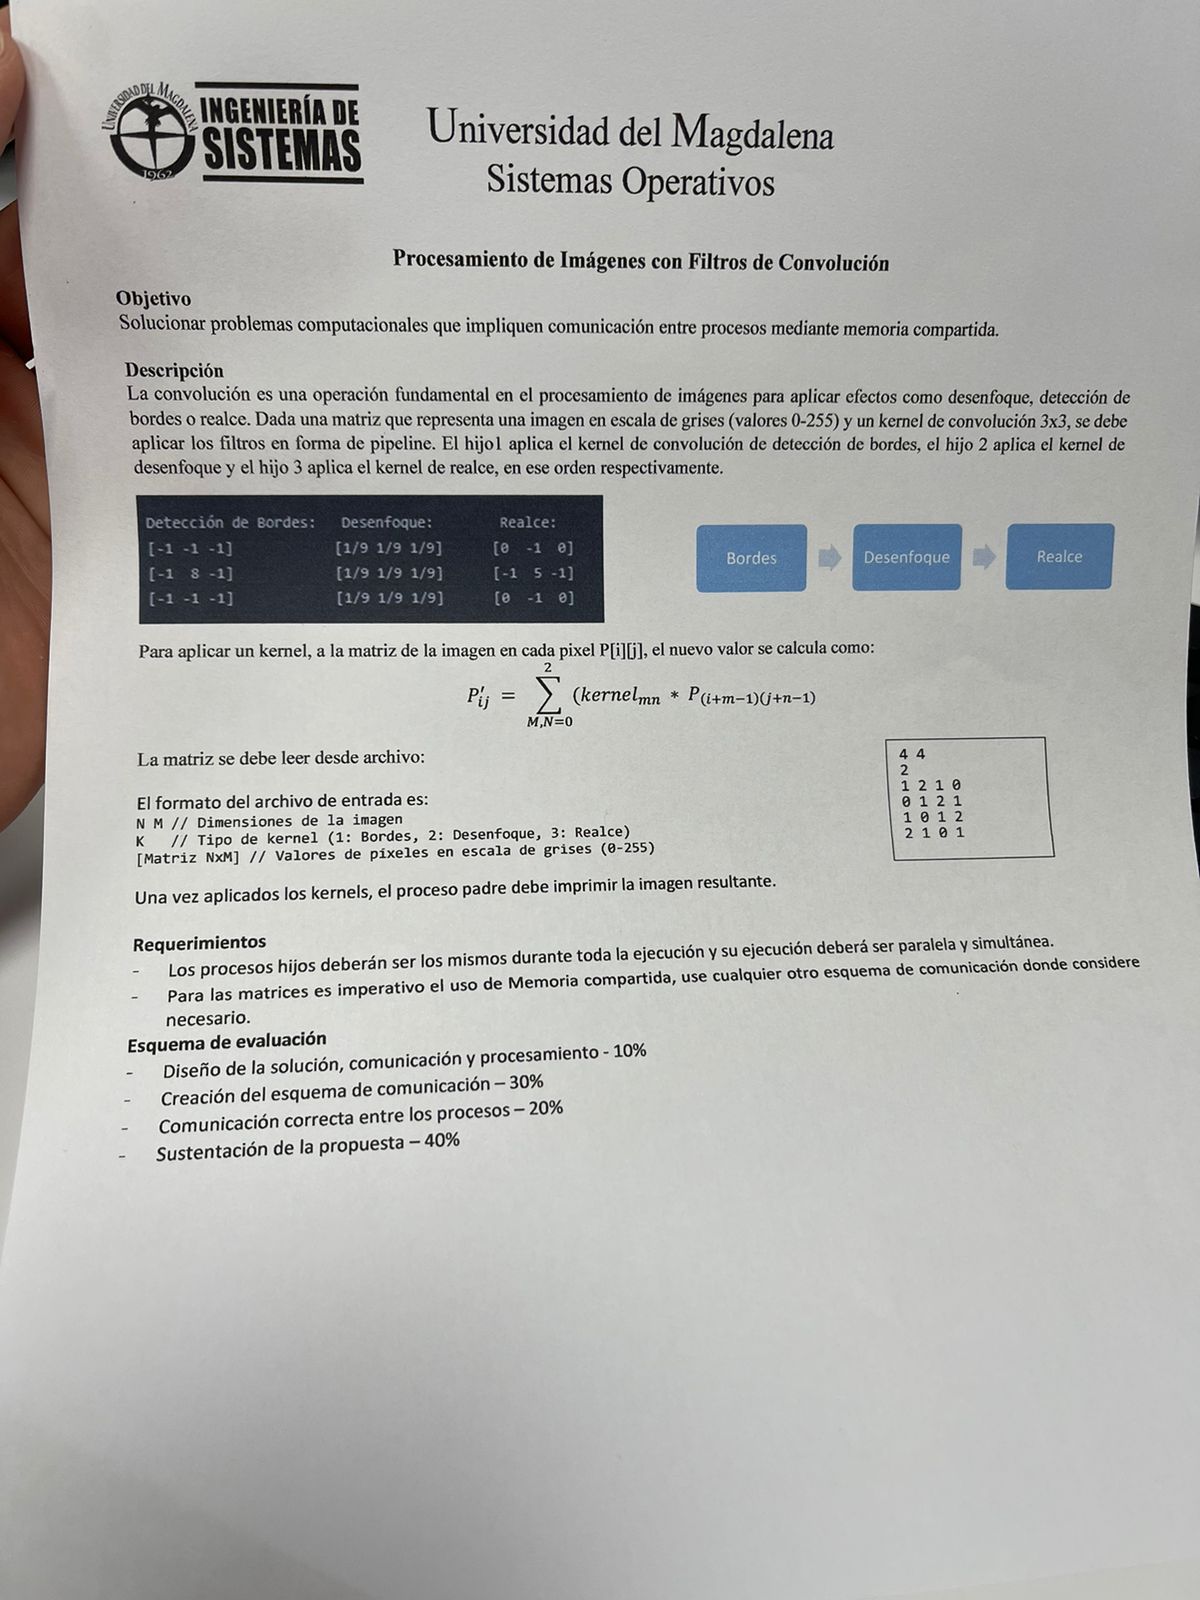 UNIVERSIDAD DEL MAGDALENA
1962
INGENIERÍA DE
SISTEMAS
Universidad del Magdalena
Sistemas Operativos
Procesamiento de Imágenes con Filtros de Convolución
Objetivo
Solucionar problemas computacionales que impliquen comunicación entre procesos mediante memoria compartida.
Descripción
La convolución es una operación fundamental en el procesamiento de imágenes para aplicar efectos como desenfoque, detección de
bordes o realce. Dada una matriz que representa una imagen en escala de grises (valores 0-255) y un kernel de convolución 3x3, se debe
aplicar los filtros en forma de pipeline. El hijo1 aplica el kernel de convolución de detección de bordes, el hijo 2 aplica el kernel de
desenfoque y el hijo 3 aplica el kernel de realce, en ese orden respectivamente.
Detección de Bordes: Desenfoque: Realce:
[-1 -1 -1] [1/9 1/9 1/9] [0 -1 0]
[-1 8 -1] [1/9 1/9 1/9] [-1 5 -1]
[-1 -1 -1] [1/9 1/9 1/9] [0 -1 0]
Bordes Desenfoque Realce
Para aplicar un kernel, a la matriz de la imagen en cada pixel P[i][j], el nuevo valor se calcula como:
2
P'ij = ∑ (kernelmn * P(i+m−1)(j+n−1)
M,N=0
La matriz se debe leer desde archivo:
El formato del archivo de entrada es:
N M // Dimensiones de la imagen
K // Tipo de kernel (1: Bordes, 2: Desenfoque, 3: Realce)
[Matriz NxM] // Valores de píxeles en escala de grises (0-255)
4 4
2
1 2 1 0
0 1 2 1
1 0 1 2
2 1 0 1
Una vez aplicados los kernels, el proceso padre debe imprimir la imagen resultante.
Requerimientos
- Los procesos hijos deberán ser los mismos durante toda la ejecución y su ejecución deberá ser paralela y simultánea.
- Para las matrices es imperativo el uso de Memoria compartida, use cualquier otro esquema de comunicación donde considere
necesario.
Esquema de evaluación
- Diseño de la solución, comunicación y procesamiento - 10%
- Creación del esquema de comunicación – 30%
- Comunicación correcta entre los procesos – 20%
- Sustentación de la propuesta – 40%